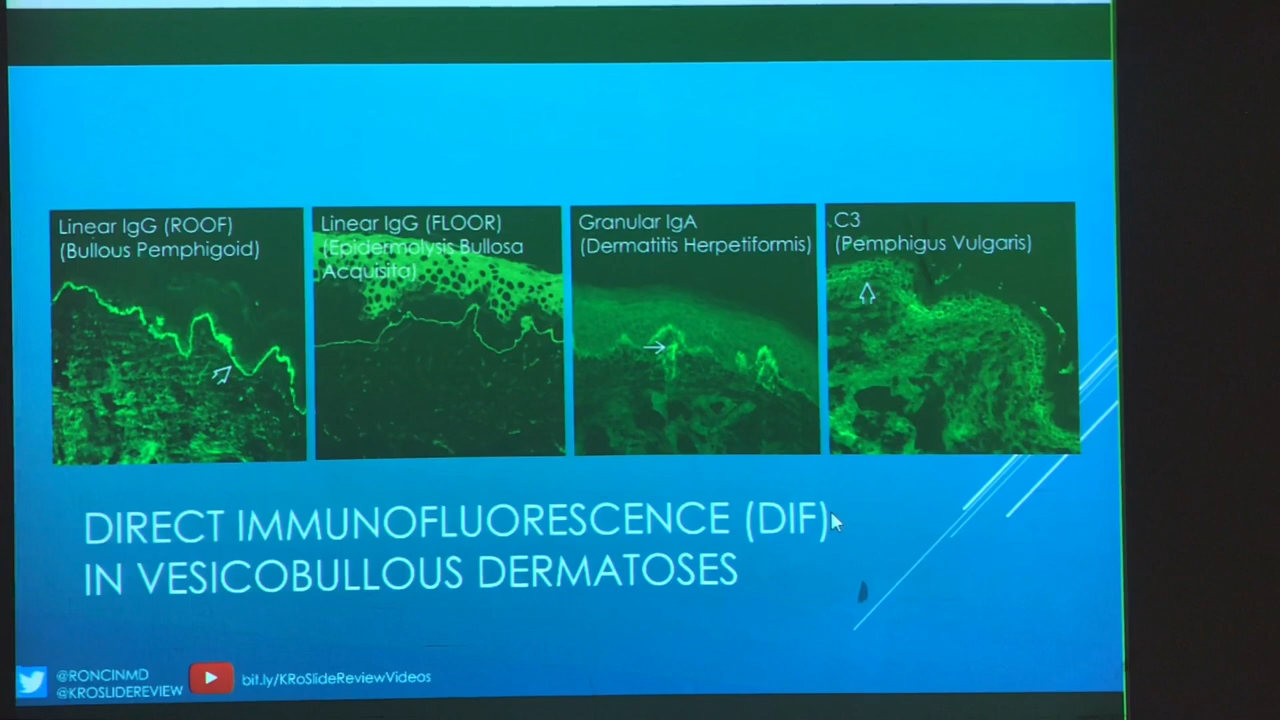 Linear IgG (ROOF)
(Bullous Pemphigoid)
Linear IgG (FLOOR)
(Epidermolysis Bullosa
Acquisita)
Granular IgA
(Dermatitis Herpetiformis)
C3
(Pemphigus Vulgaris)
DIRECT IMMUNOFLUORESCENCE (DIF)
IN VESICOBULLOUS DERMATOSES
@RONCINMD
@KROSLIDEREVIEW
bit.ly/KRoSlideReviewVideos